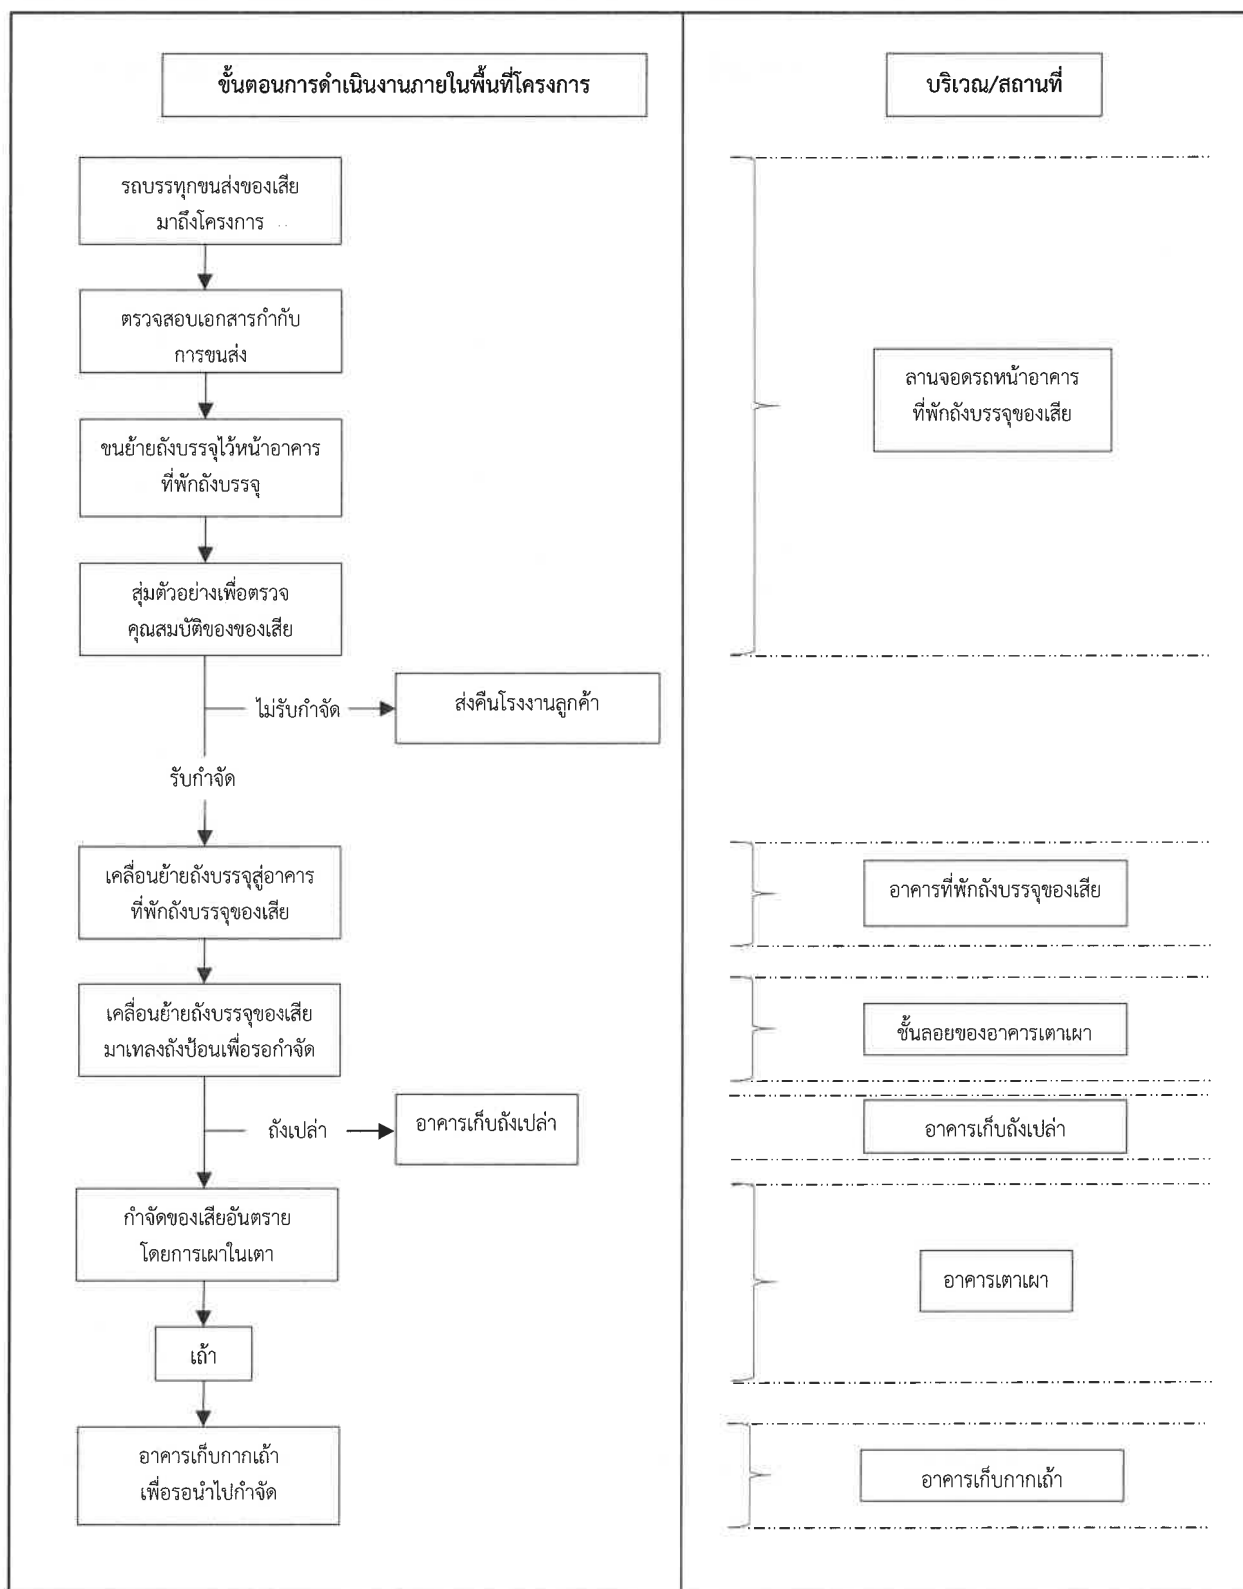 ขั้นตอนการดำเนินงานภายในพื้นที่โครงการ
บริเวณ/สถานที่
รถบรรทุกขนส่งของเสีย
มาถึงโครงการ
ตรวจสอบเอกสารกำกับ
การขนส่ง
ขนย้ายถังบรรจุไว้หน้าอาคาร
ที่พักถังบรรจุ
สุ่มตัวอย่างเพื่อตรวจ
คุณสมบัติของของเสีย
ลานจอดรถหน้าอาคาร
ที่พักถังบรรจุของเสีย
ไม่รับกำจัด
ส่งคืนโรงงานลูกค้า
รับกำจัด
เคลื่อนย้ายถังบรรจุสู่อาคาร
ที่พักถังบรรจุของเสีย
อาคารที่พักถังบรรจุของเสีย
เคลื่อนย้ายถังบรรจุของเสีย
มาเทลงถังป้อนเพื่อรอกำจัด
ชั้นลอยของอาคารเตาเผา
ถังเปล่า
อาคารเก็บถังเปล่า
อาคารเก็บถังเปล่า
กำจัดของเสียอันตราย
โดยการเผาในเตา
อาคารเตาเผา
เถ้า
อาคารเก็บกากเถ้า
เพื่อรอนำไปกำจัด
อาคารเก็บกากเถ้า